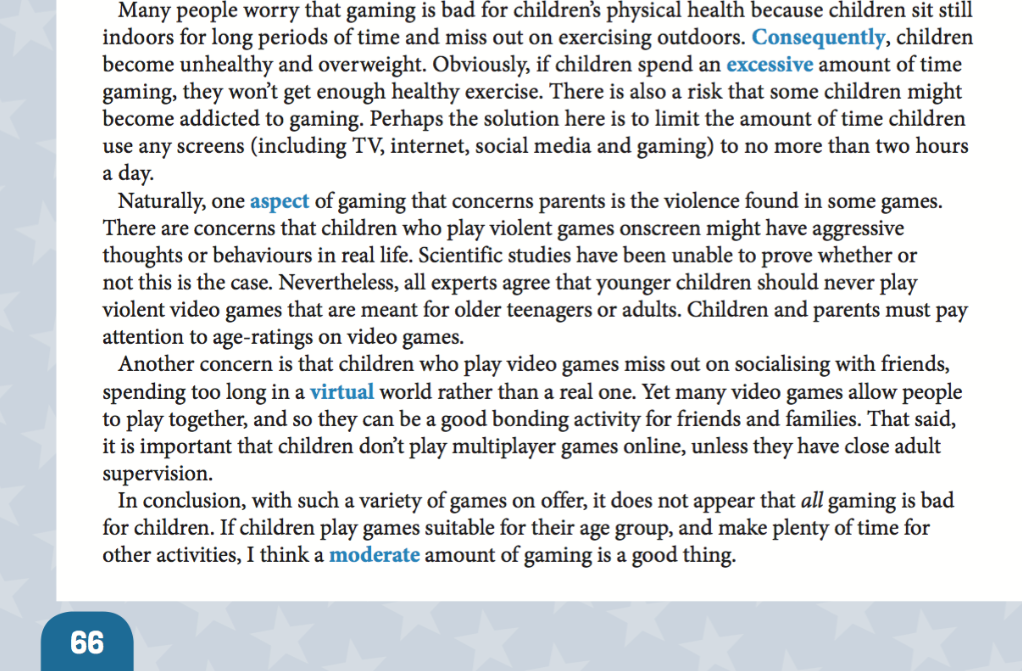 Many people worry that gaming is bad for children’s physical health because children sit still
indoors for long periods of time and miss out on exercising outdoors. Consequently, children
become unhealthy and overweight. Obviously, if children spend an excessive amount of time
gaming, they won’t get enough healthy exercise. There is also a risk that some children might
become addicted to gaming. Perhaps the solution here is to limit the amount of time children
use any screens (including TV, internet, social media and gaming) to no more than two hours
a day.
Naturally, one aspect of gaming that concerns parents is the violence found in some games.
There are concerns that children who play violent games onscreen might have aggressive
thoughts or behaviours in real life. Scientific studies have been unable to prove whether or
not this is the case. Nevertheless, all experts agree that younger children should never play
violent video games that are meant for older teenagers or adults. Children and parents must pay
attention to age-ratings on video games.
Another concern is that children who play video games miss out on socialising with friends,
spending too long in a virtual world rather than a real one. Yet many video games allow people
to play together, and so they can be a good bonding activity for friends and families. That said,
it is important that children don’t play multiplayer games online, unless they have close adult
supervision.
In conclusion, with such a variety of games on offer, it does not appear that all gaming is bad
for children. If children play games suitable for their age group, and make plenty of time for
other activities, I think a moderate amount of gaming is a good thing.
66